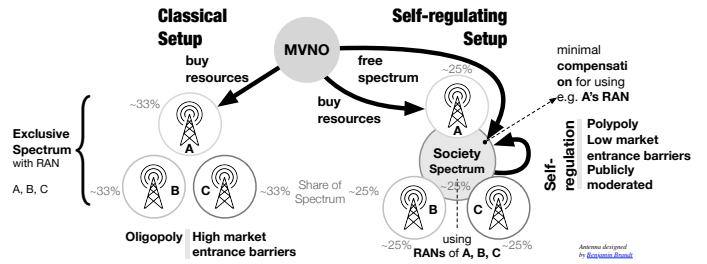 Classical
Setup
Self-regulating
Setup
MVNO
buy
resources
free
spectrum
buy
resources
~25%
minimal
compensati
on for using
e.g. A's RAN
~33%
A
A
Exclusive
Spectrum
with RAN
A, B, C
Society
Spectrum
Self-
regulation
Polypoly
Low market
entrance barriers
Publicly
moderated
~33%
B
C
~33%
Share of
Spectrum
~25%
~25%
B
C
Oligopoly
High market
entrance barriers
~25%
using
RANs of A, B, C
~25%
Antenna designed
by Benjamin Brandt